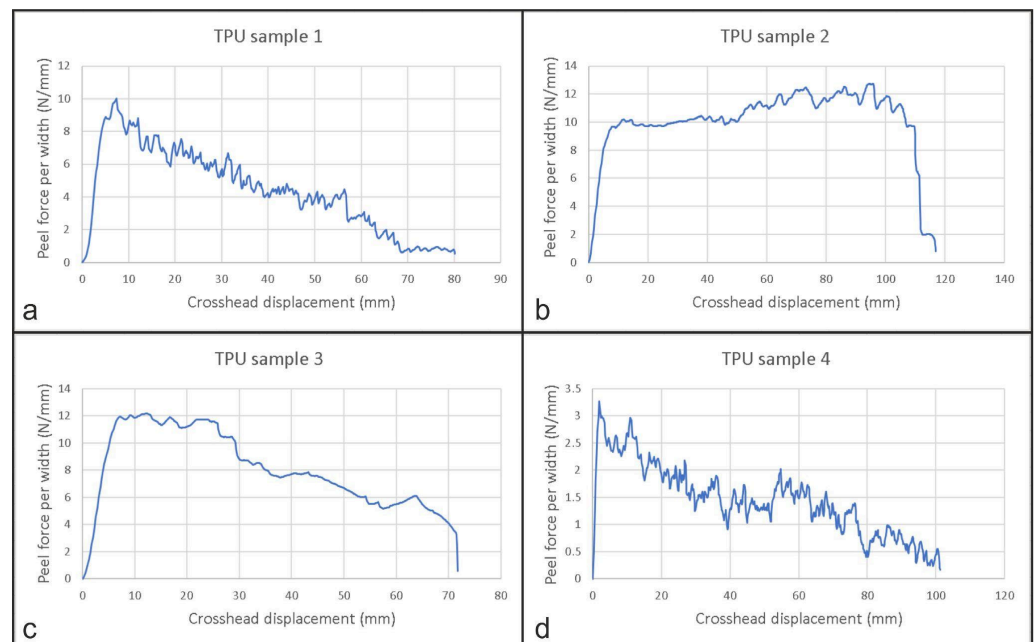 TPU sample 1
Peel force per width (N/mm)
12
10
8
6
4
2
0
0 10 20 30 40 50 60 70 80 90
Crosshead displacement (mm)
a
TPU sample 2
Peel force per width (N/mm)
14
12
10
8
6
4
2
0
0 20 40 60 80 100 120 140
Crosshead displacement (mm)
b
TPU sample 3
Peel force per width (N/mm)
14
12
10
8
6
4
2
0
0 10 20 30 40 50 60 70 80
Crosshead displacement (mm)
c
TPU sample 4
Peel force per width (N/mm)
3.5
3
2.5
2
1.5
1
0.5
0
0 20 40 60 80 100 120
Crosshead displacement (mm)
d